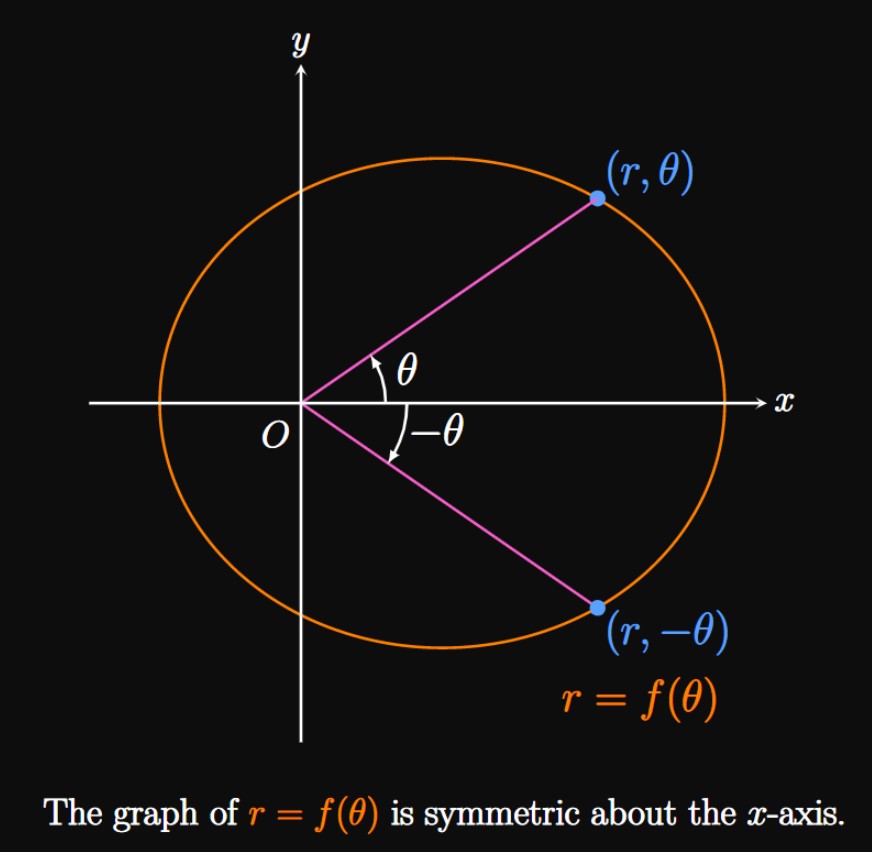 y
(r, θ)
θ
x
O
−θ
(r, −θ)
r = f(θ)
The graph of r = f(θ) is symmetric about the x-axis.